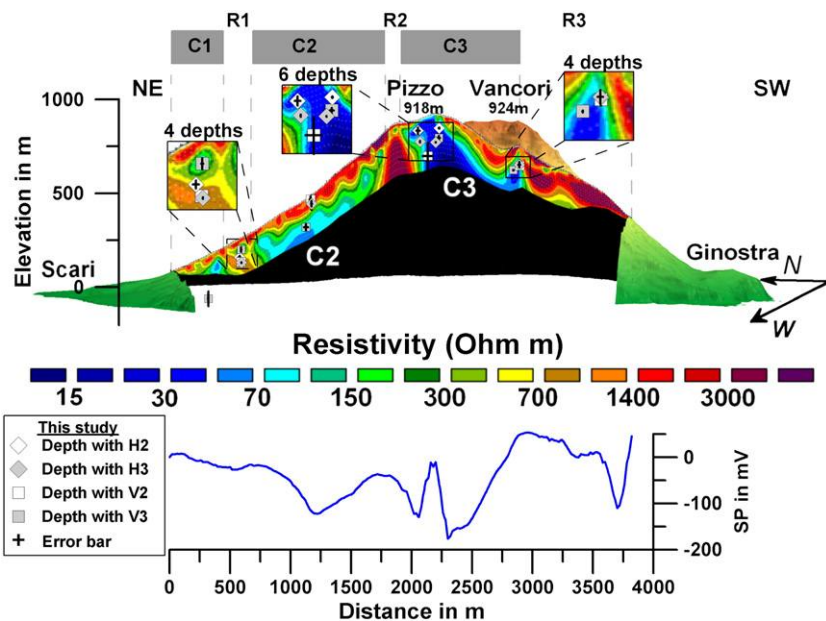 R1 R2 R3
C1 C2 C3
4 depths
6 depths Pizzo Vancori
NE 918m 924m SW
1000
4 depths
500
C3
C2
Elevation in m
Scari 0 Ginostra N
W
Resistivity (Ohm m)
15 30 70 150 300 700 1400 3000
This study
Depth with H2
Depth with H3
Depth with V2
Depth with V3
Error bar
0
-100
-200
SP in mV
0 500 1000 1500 2000 2500 3000 3500 4000
Distance in m